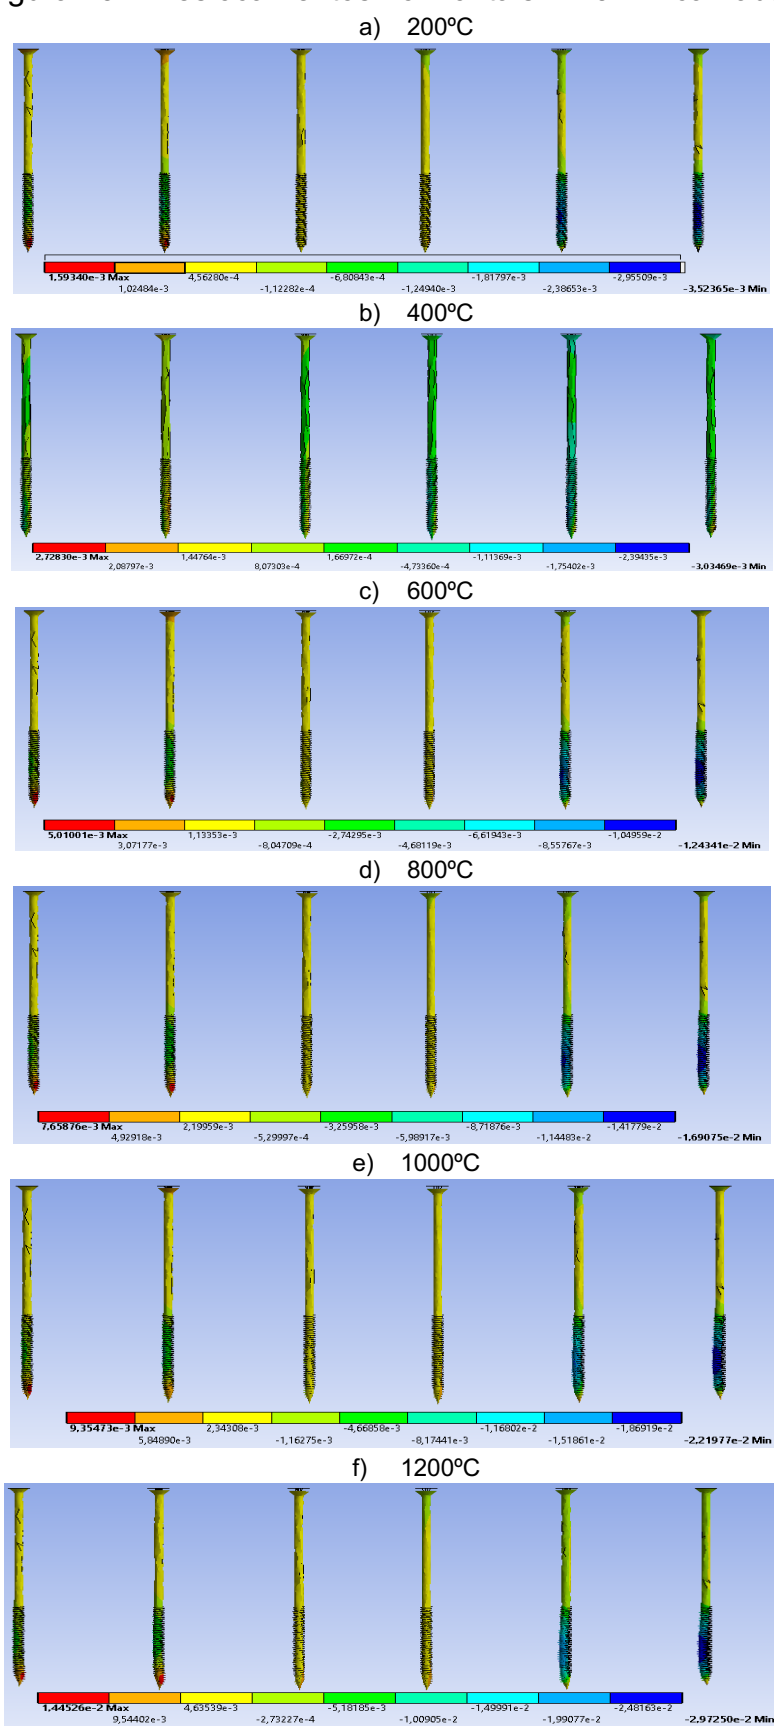 a) 200ºC
1,59340e-3 Max 4,56280e-4 -6,80843e-4 -1,81797e-3 -2,95509e-3
1,02484e-3 -1,12282e-4 -1,24940e-3 -2,38653e-3 -3,52365e-3 Min
b) 400ºC
2,72830e-3 Max 1,44764e-3 1,66972e-4 -1,11369e-3 -2,39435e-3
2,08797e-3 8,07303e-4 -4,73360e-4 -1,75402e-3 -3,03469e-3 Min
c) 600ºC
5,01001e-3 Max 1,13353e-3 -2,74295e-3 -6,61943e-3 -1,04959e-2
3,07177e-3 -8,04709e-4 -4,68119e-3 -8,55767e-3 -1,24341e-2 Min
d) 800ºC
7,65876e-3 Max 2,19959e-3 -3,25958e-3 -8,71876e-3 -1,41779e-2
4,92918e-3 -5,29997e-4 -5,98917e-3 -1,14483e-2 -1,69075e-2 Min
e) 1000ºC
9,35473e-3 Max 2,34308e-3 -4,66858e-3 -1,16802e-2 -1,86919e-2
5,84890e-3 -1,16275e-3 -8,17441e-3 -1,51861e-2 -2,21977e-2 Min
f) 1200ºC
1,44526e-2 Max 4,63539e-3 -5,18185e-3 -1,49991e-2 -2,48163e-2
9,54402e-3 -2,73227e-4 -1,00905e-2 -1,99077e-2 -2,97250e-2 Min